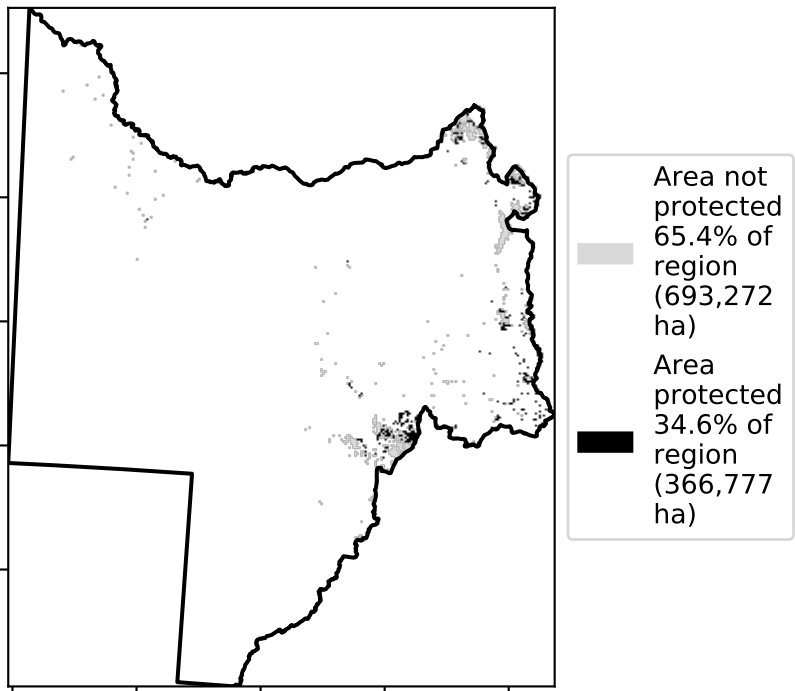 Area not
protected
65.4% of
region
(693,272
ha)
Area
protected
34.6% of
region
(366,777
ha)